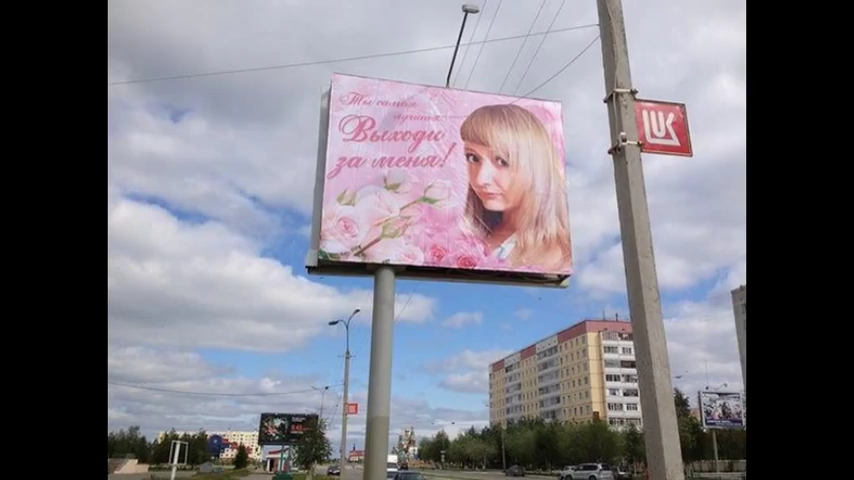 Ты самая
лучшая
Выходи
за меня!
LUK